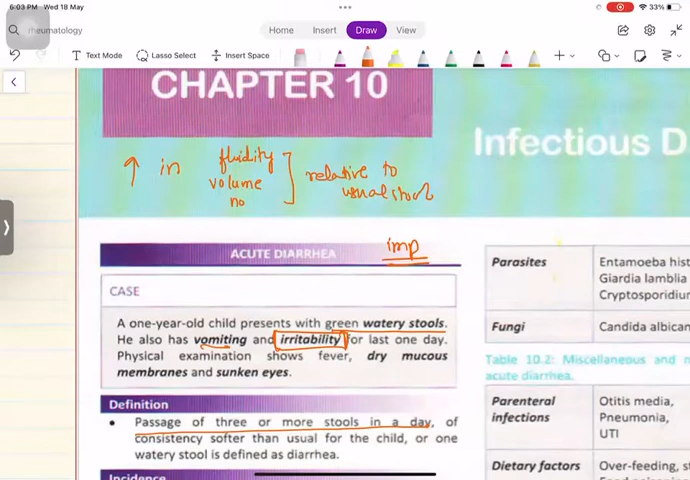 6:03 PM Wed 18 May
33%
rheumatology
Home
Insert
Draw
View
Text Mode
Lasso Select
Insert Space
CHAPTER 10
Infectious D
↑ in fluidity
volume
no
relative to
usual stool
ACUTE DIARRHEA
imp
CASE
A one-year-old child presents with green watery stools.
He also has vomiting and irritability for last one day.
Physical examination shows fever, dry mucous
membranes and sunken eyes.
Definition
• Passage of three or more stools in a day, of
consistency softer than usual for the child, or one
watery stool is defined as diarrhea.
Incidence
Parasites
Entamoeba hist
Giardia lamblia
Cryptosporidiu
Fungi
Candida albican
Table 10.2: Miscellaneous and n
acute diarrhea.
Parenteral
infections
Otitis media,
Pneumonia,
UTI
Dietary factors
Over-feeding, st